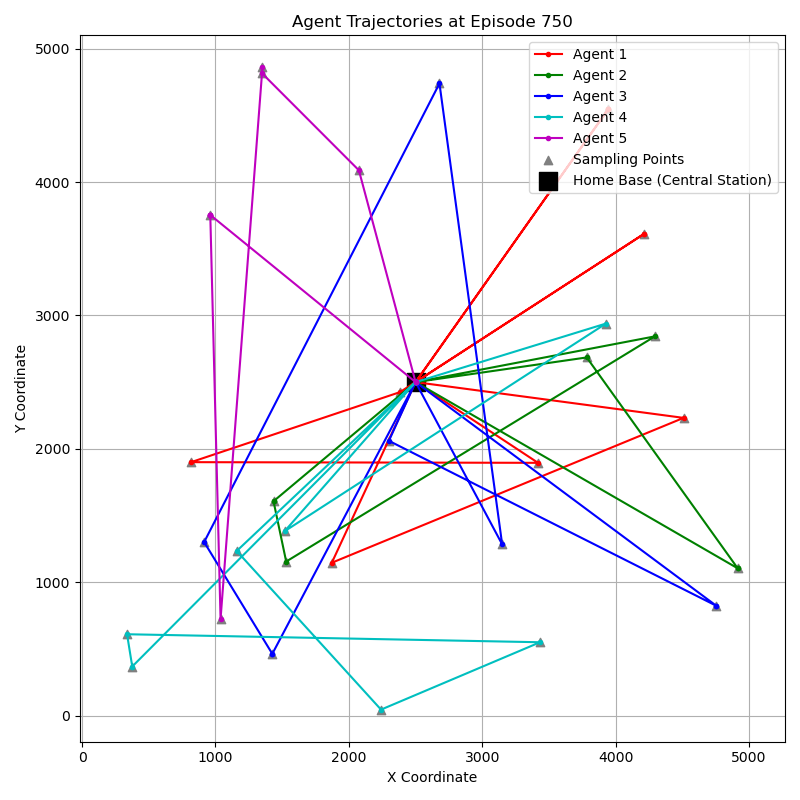 Agent Trajectories at Episode 750
5000
4000
3000
2000
1000
0
Y Coordinate
Agent 1
Agent 2
Agent 3
Agent 4
Agent 5
Sampling Points
Home Base (Central Station)
0 1000 2000 3000 4000 5000
X Coordinate